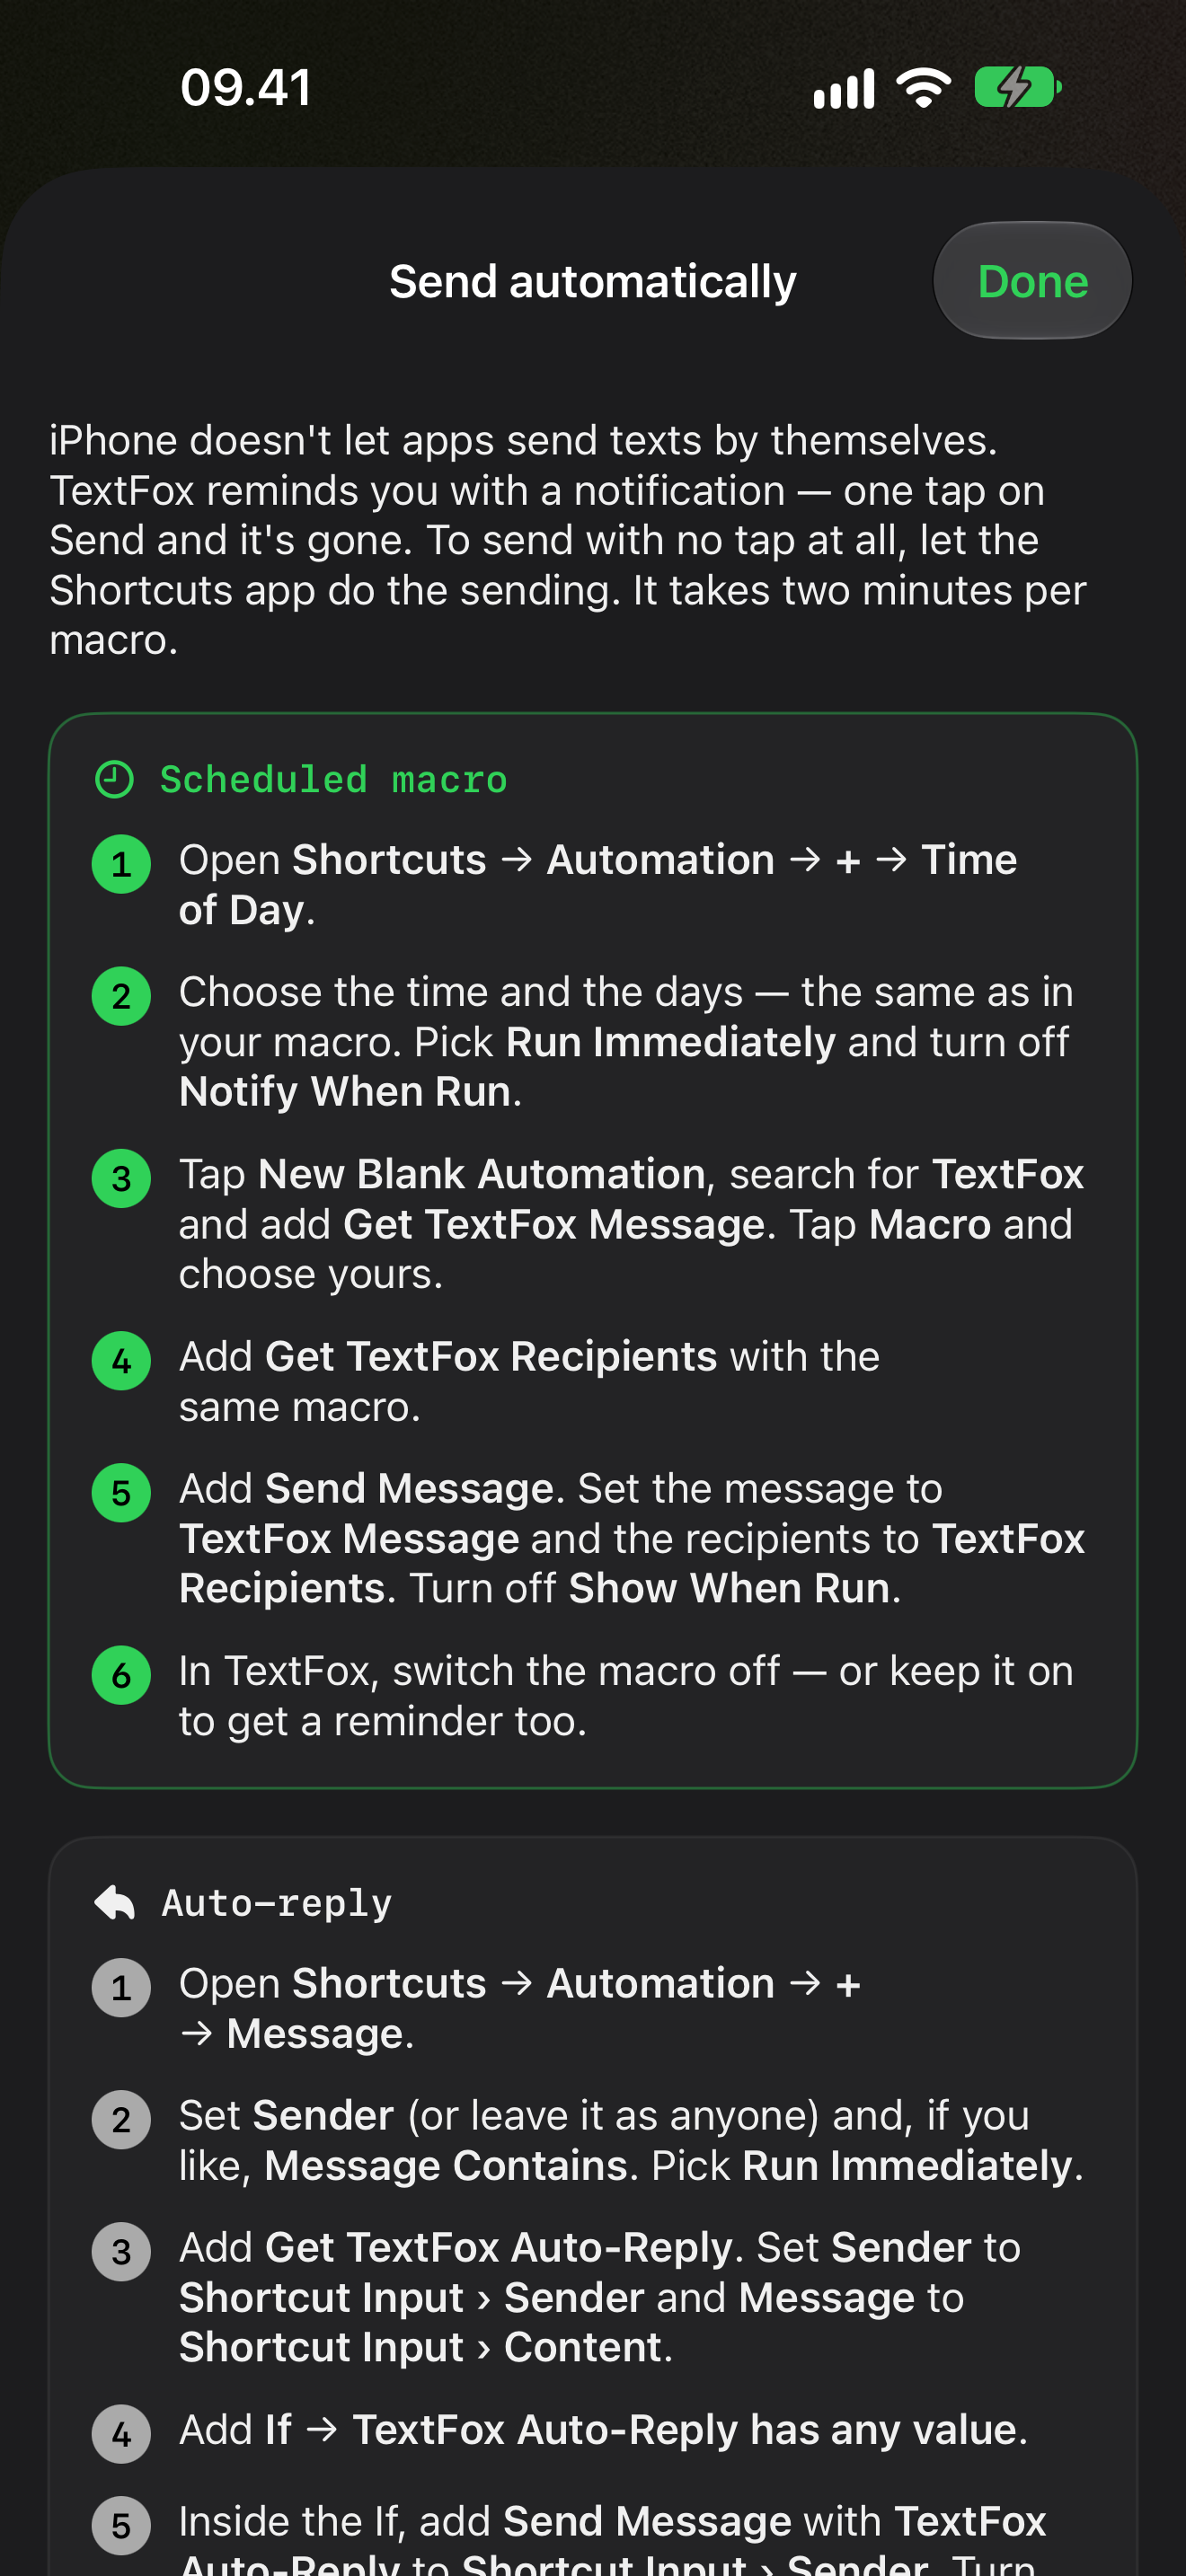 09.41
Send automatically
Done
iPhone doesn't let apps send texts by themselves.
TextFox reminds you with a notification — one tap on
Send and it's gone. To send with no tap at all, let the
Shortcuts app do the sending. It takes two minutes per
macro.
Scheduled macro
1 Open Shortcuts → Automation → + → Time
of Day.
2 Choose the time and the days — the same as in
your macro. Pick Run Immediately and turn off
Notify When Run.
3 Tap New Blank Automation, search for TextFox
and add Get TextFox Message. Tap Macro and
choose yours.
4 Add Get TextFox Recipients with the
same macro.
5 Add Send Message. Set the message to
TextFox Message and the recipients to TextFox
Recipients. Turn off Show When Run.
6 In TextFox, switch the macro off — or keep it on
to get a reminder too.
Auto-reply
1 Open Shortcuts → Automation → +
→ Message.
2 Set Sender (or leave it as anyone) and, if you
like, Message Contains. Pick Run Immediately.
3 Add Get TextFox Auto-Reply. Set Sender to
Shortcut Input › Sender and Message to
Shortcut Input › Content.
4 Add If → TextFox Auto-Reply has any value.
5 Inside the If, add Send Message with TextFox
Auto-Reply to Shortcut Input › Sender. Turn